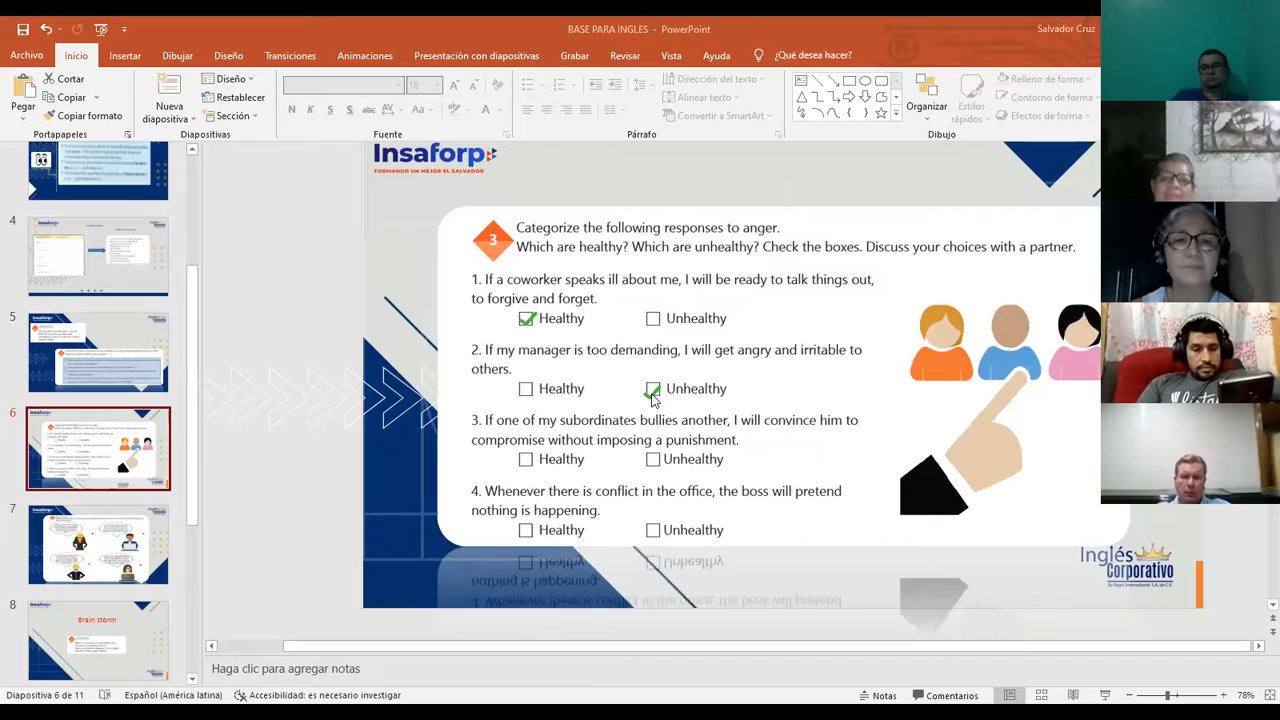 BASE PARA INGLES - PowerPoint
Salvador Cruz
Archivo Inicio Insertar Dibujar Diseño Transiciones Animaciones Presentación con diapositivas Grabar Revisar Vista Ayuda ¿Qué desea hacer?
Pegar
Cortar
Copiar
Copiar formato
Portapapeles
Nueva
diapositiva
Diseño
Restablecer
Sección
Diapositivas
18
N K S abc AV Aa
Fuente
Dirección del texto
Alinear texto
Convertir a SmartArt
Párrafo
Organizar
Estilos
rápidos
Relleno de forma
Contorno de forma
Efectos de forma
Dibujo
4
5
6
7
8
Brain storm
Insaforp
FORMANDO UN MEJOR EL SALVADOR
3
Categorize the following responses to anger.
Which are healthy? Which are unhealthy? Check the boxes. Discuss your choices with a partner.
1. If a coworker speaks ill about me, I will be ready to talk things out,
to forgive and forget.
Healthy Unhealthy
2. If my manager is too demanding, I will get angry and irritable to
others.
Healthy Unhealthy
3. If one of my subordinates bullies another, I will convince him to
compromise without imposing a punishment.
Healthy Unhealthy
4. Whenever there is conflict in the office, the boss will pretend
nothing is happening.
Healthy Unhealthy
Inglés
Corporativo
Haga clic para agregar notas
Diapositiva 6 de 11 Español (América latina) Accesibilidad: es necesario investigar Notas Comentarios 78%